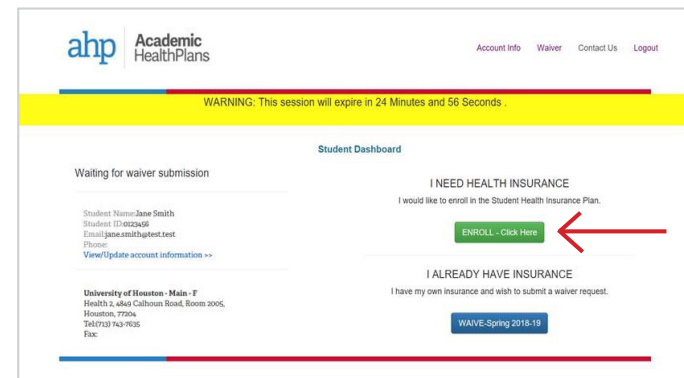 ahp Academic HealthPlans
Account Info Waiver Contact Us Logout
WARNING: This session will expire in 24 Minutes and 56 Seconds .
Student Dashboard
Waiting for waiver submission
Student Name:Jane Smith
Student ID:0123456
Email:jane.smith@test.test
Phone:
View/Update account information >>
University of Houston - Main - F
Health 2, 4849 Calhoun Road, Room 2005,
Houston, 77204
Tel:(713) 743-7635
Fax:
I NEED HEALTH INSURANCE
I would like to enroll in the Student Health Insurance Plan.
ENROLL - Click Here
I ALREADY HAVE INSURANCE
I have my own insurance and wish to submit a waiver request.
WAIVE-Spring 2018-19